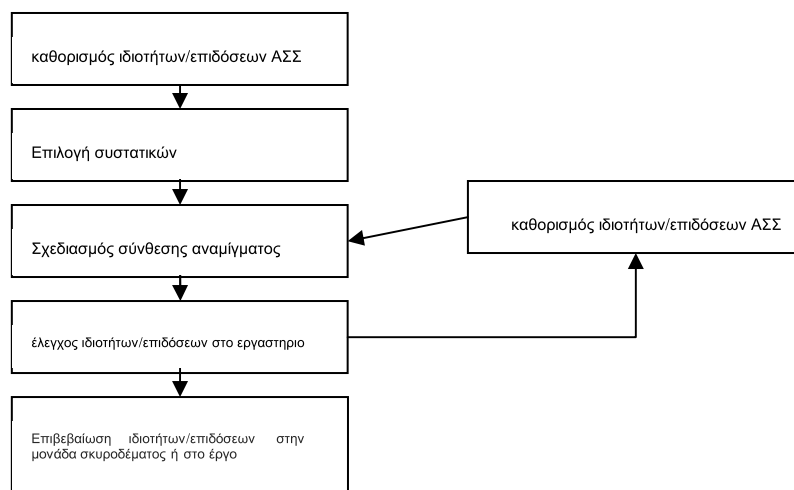 καθορισμός ιδιοτήτων/επιδόσεων ΑΣΣ
Επιλογή συστατικών
Σχεδιασμός σύνθεσης αναμίγματος
καθορισμός ιδιοτήτων/επιδόσεων ΑΣΣ
έλεγχος ιδιοτήτων/επιδόσεων στο εργαστηριο
Επιβεβαίωση ιδιοτήτων/επιδόσεων στην
μονάδα σκυροδέματος ή στο έργο